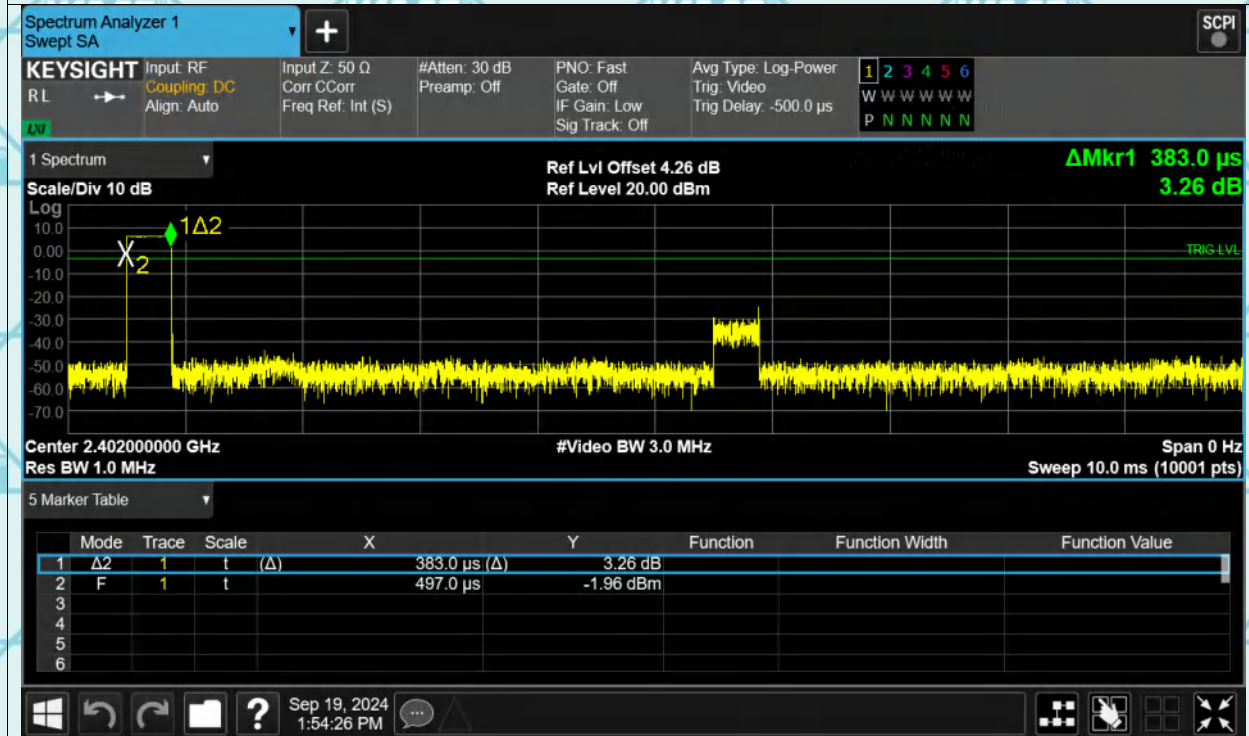 Spectrum Analyzer 1
Swept SA
+
SCPI
KEYSIGHT Input: RF Input Z: 50 Ω #Atten: 30 dB PNO: Fast Avg Type: Log-Power 1 2 3 4 5 6
RL Coupling: DC Corr CCorr Preamp: Off Gate: Off Trig: Video W W W W W W
Align: Auto Freq Ref: Int (S) IF Gain: Low Trig Delay: -500.0 µs P N N N N N
LXI Sig Track: Off
1 Spectrum
Scale/Div 10 dB
Ref Lvl Offset 4.26 dB
Ref Level 20.00 dBm
ΔMkr1 383.0 µs
3.26 dB
Log
10.0
0.00
-10.0
-20.0
-30.0
-40.0
-50.0
-60.0
-70.0
1Δ2
2
TRIG LVL
Center 2.402000000 GHz #Video BW 3.0 MHz Span 0 Hz
Res BW 1.0 MHz Sweep 10.0 ms (10001 pts)
5 Marker Table
Mode Trace Scale X Y Function Function Width Function Value
1 Δ2 1 t (Δ) 383.0 µs (Δ) 3.26 dB
2 F 1 t 497.0 µs -1.96 dBm
3
4
5
6
?
Sep 19, 2024
1:54:26 PM